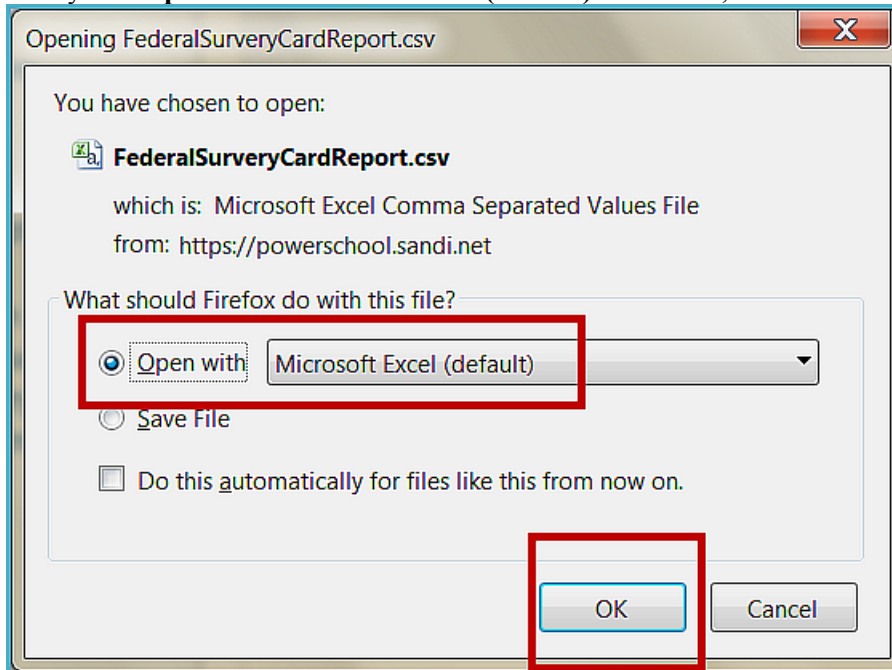 Opening FederalSurveryCardReport.csv
X
You have chosen to open:
a,
FederalSurveryCardReport.csv
which is: Microsoft Excel Comma Separated Values File
from: https://powerschool.sandi.net
What should Firefox do with this file?
Open with Microsoft Excel (default)
Save File
Do this automatically for files like this from now on.
OK Cancel